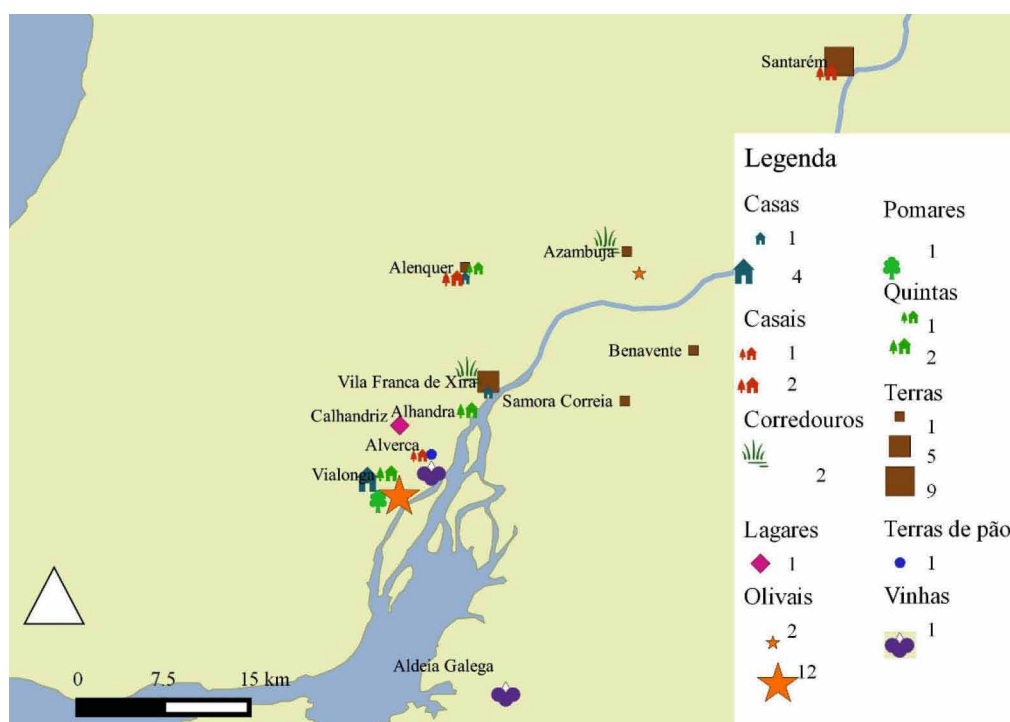 Santarém
Azambuja
Alenquer
Benavente
Vila Franca de Xira
Samora Correia
Calhandriz
Alhandra
Alverca
Vialonga
Aldeia Galega
0 7.5 15 km
Legenda
Casas
1
4
Casais
1
2
Corredouros
2
Lagares
1
Olivais
2
12
Pomares
1
Quintas
1
2
Terras
1
5
9
Terras de pão
1
Vinhas
1